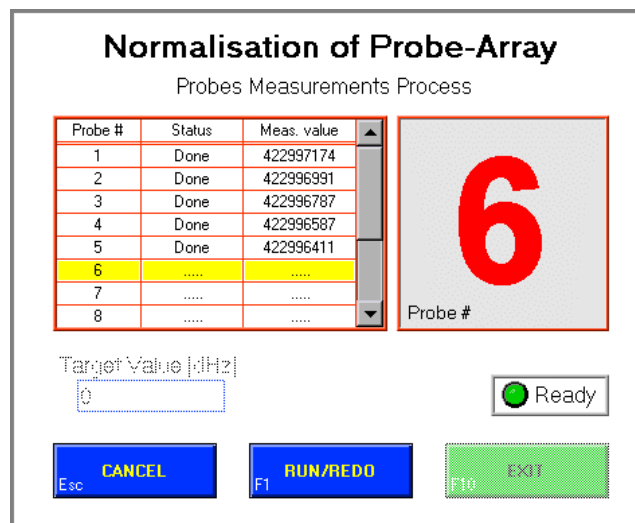 Normalisation of Probe-Array
Probes Measurements Process
Probe # Status Meas. value
1 Done 422997174
2 Done 422996991
3 Done 422996787
4 Done 422996587
5 Done 422996411
6 ..... .....
7 ..... .....
8 ..... .....
6
Probe #
Target Value [dHz]
0
Ready
CANCEL
Esc
RUN/REDO
F1
EXIT
F10